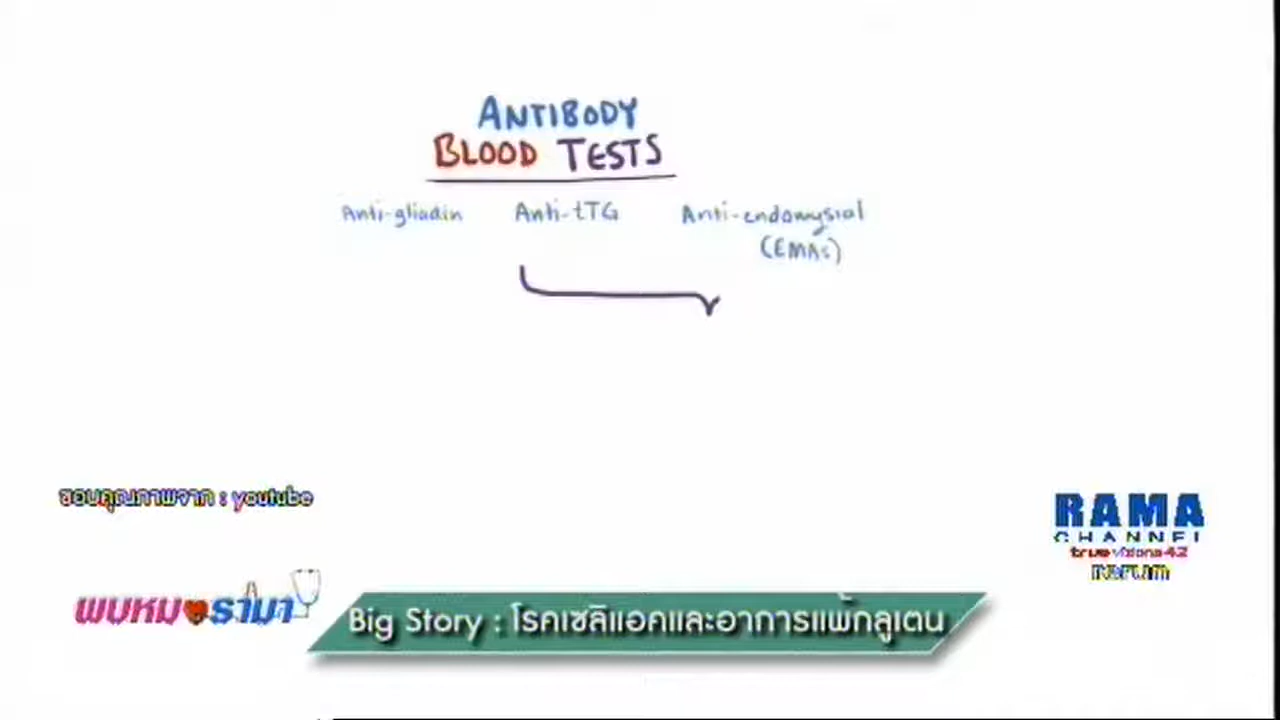 ANTIBODY
BLOOD TESTS
Anti-gliadin Anti-tTG Anti-endomysial
(EMAs)
ขอบคุณภาพจาก : youtube
RAMA
CHANNEL
true visions 42
พบหมอรามา
Big Story : โรคเซลิแอคและอาการแพ้กลูเตน